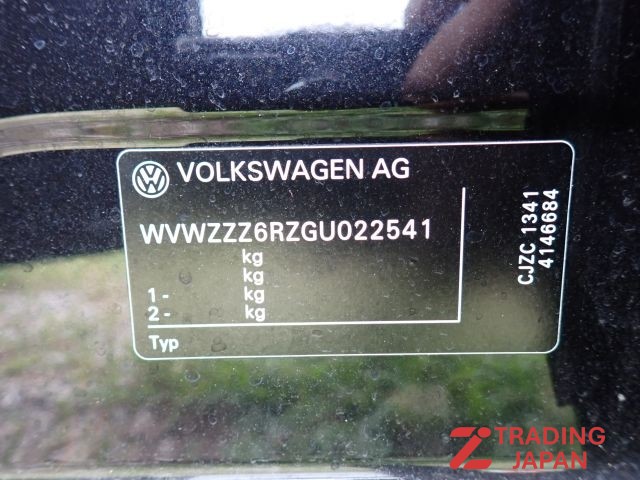 VOLKSWAGEN AG
WVWZZZ6RZGU022541
kg
kg
1 - kg
2 - kg
Typ
CJZC 1341
4146684
TRADING
JAPAN